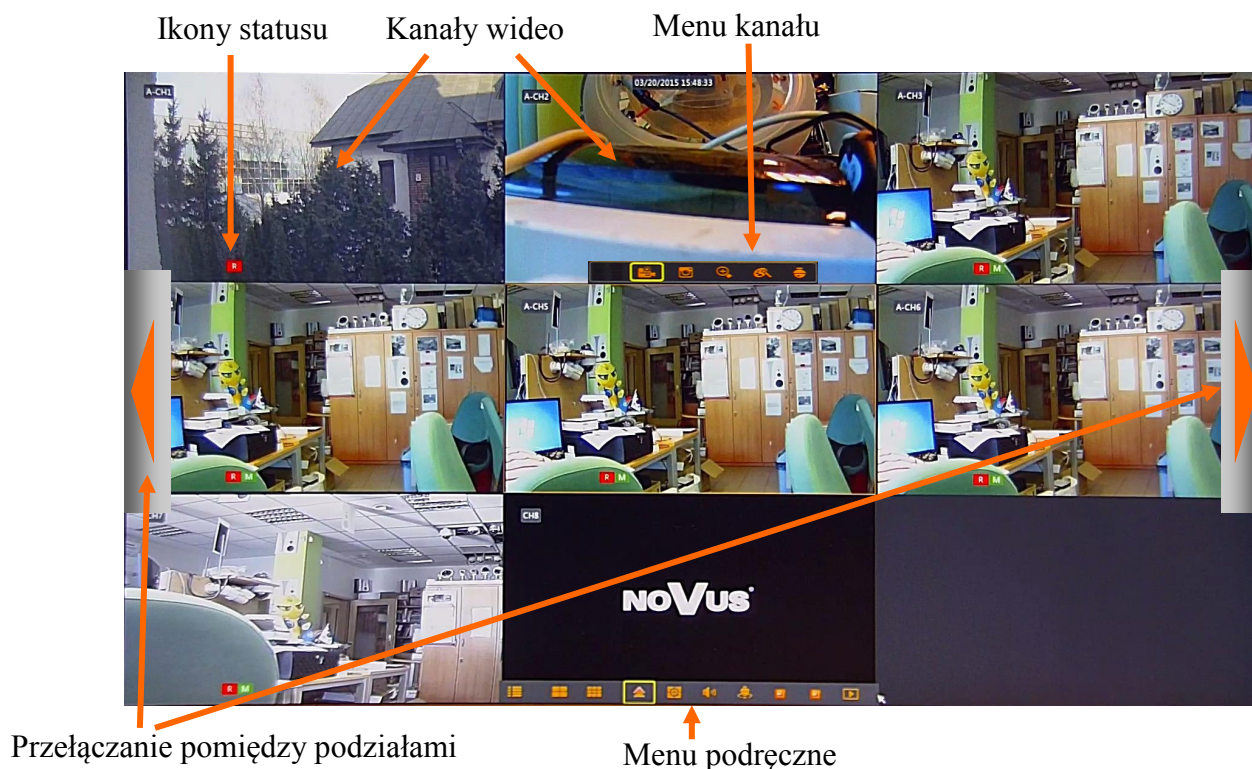 Ikony statusu
Kanały wideo
Menu kanału
A-CH1
A-CH2
03/20/2015 15:48:33
A-CH3
R
R M
A-CH5
A-CH6
R M
R M
R M
CH7
CH8
NOVUS
R M
Przełączanie pomiędzy podziałami
Menu podręczne